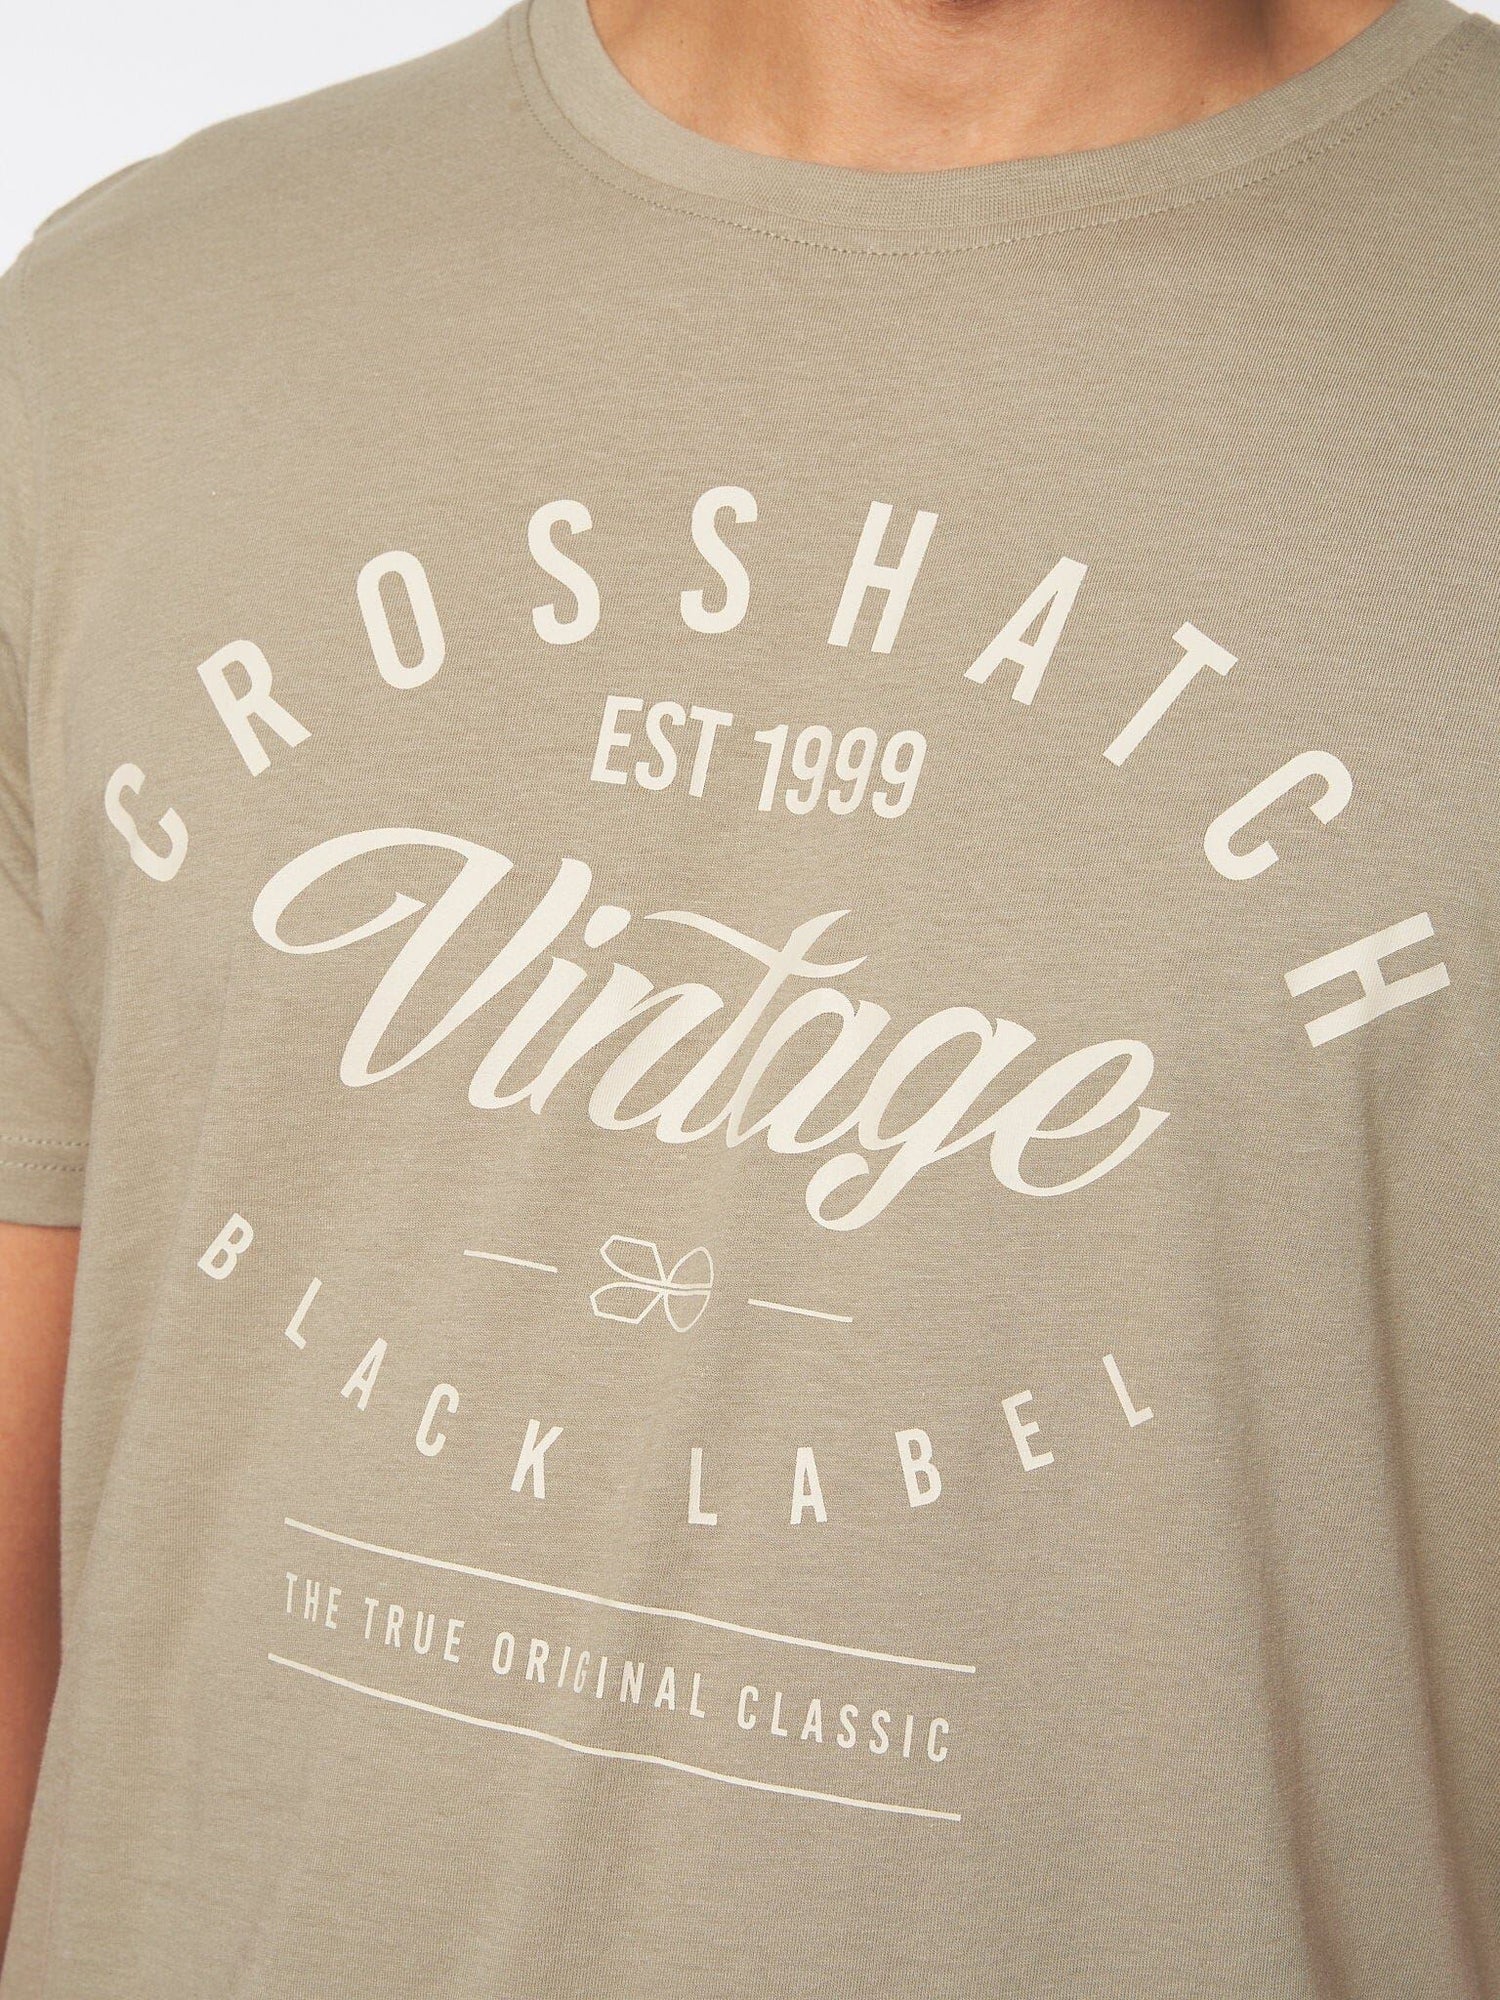 CROSSHATCH
EST 1999
Vintage
BLACK LABEL
THE TRUE ORIGINAL CLASSIC